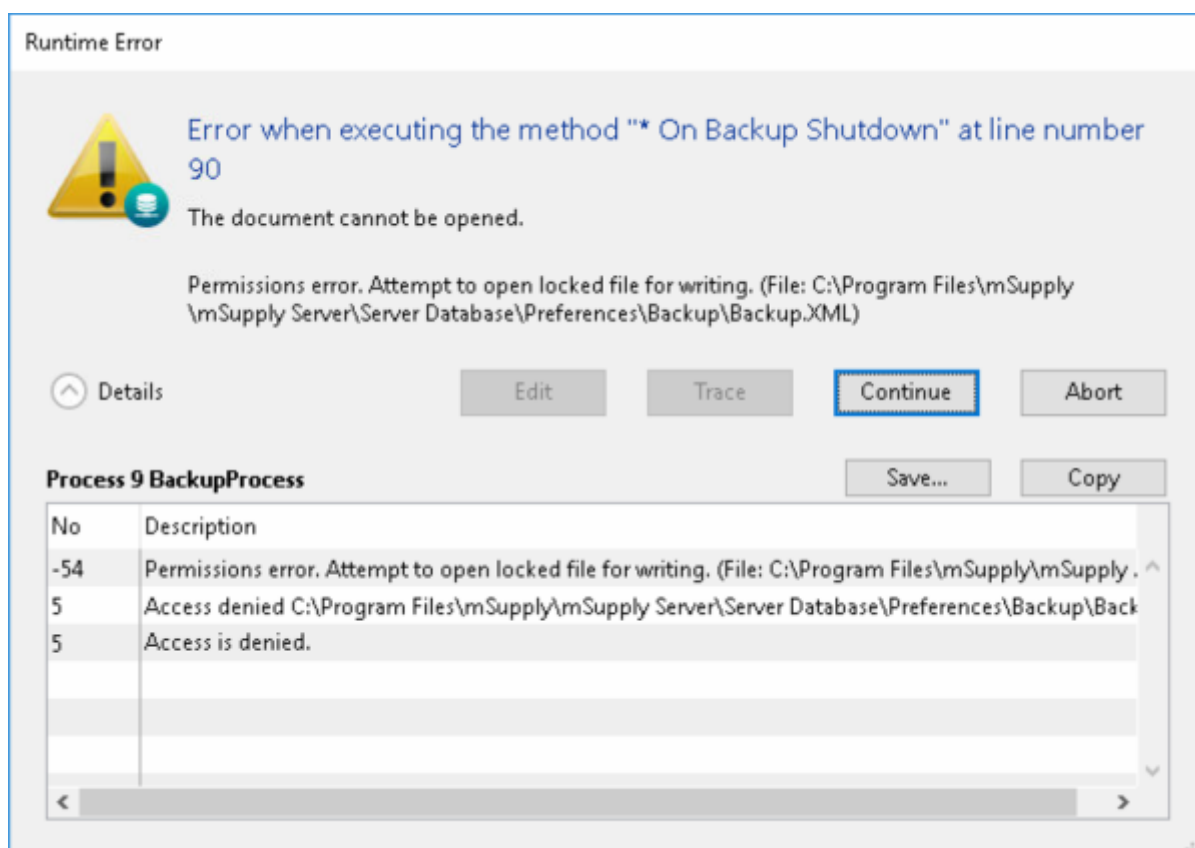 Runtime Error
Error when executing the method "* On Backup Shutdown" at line number
90
The document cannot be opened.
Permissions error. Attempt to open locked file for writing. (File: C:\Program Files\mSupply
\mSupply Server\Server Database\Preferences\Backup\Backup.XML)
Details
Edit
Trace
Continue
Abort
Process 9 BackupProcess
Save...
Copy
No Description
-54 Permissions error. Attempt to open locked file for writing. (File: C:\Program Files\mSupply\mSupply .
5 Access denied C:\Program Files\mSupply\mSupply Server\Server Database\Preferences\Backup\Back
5 Access is denied.